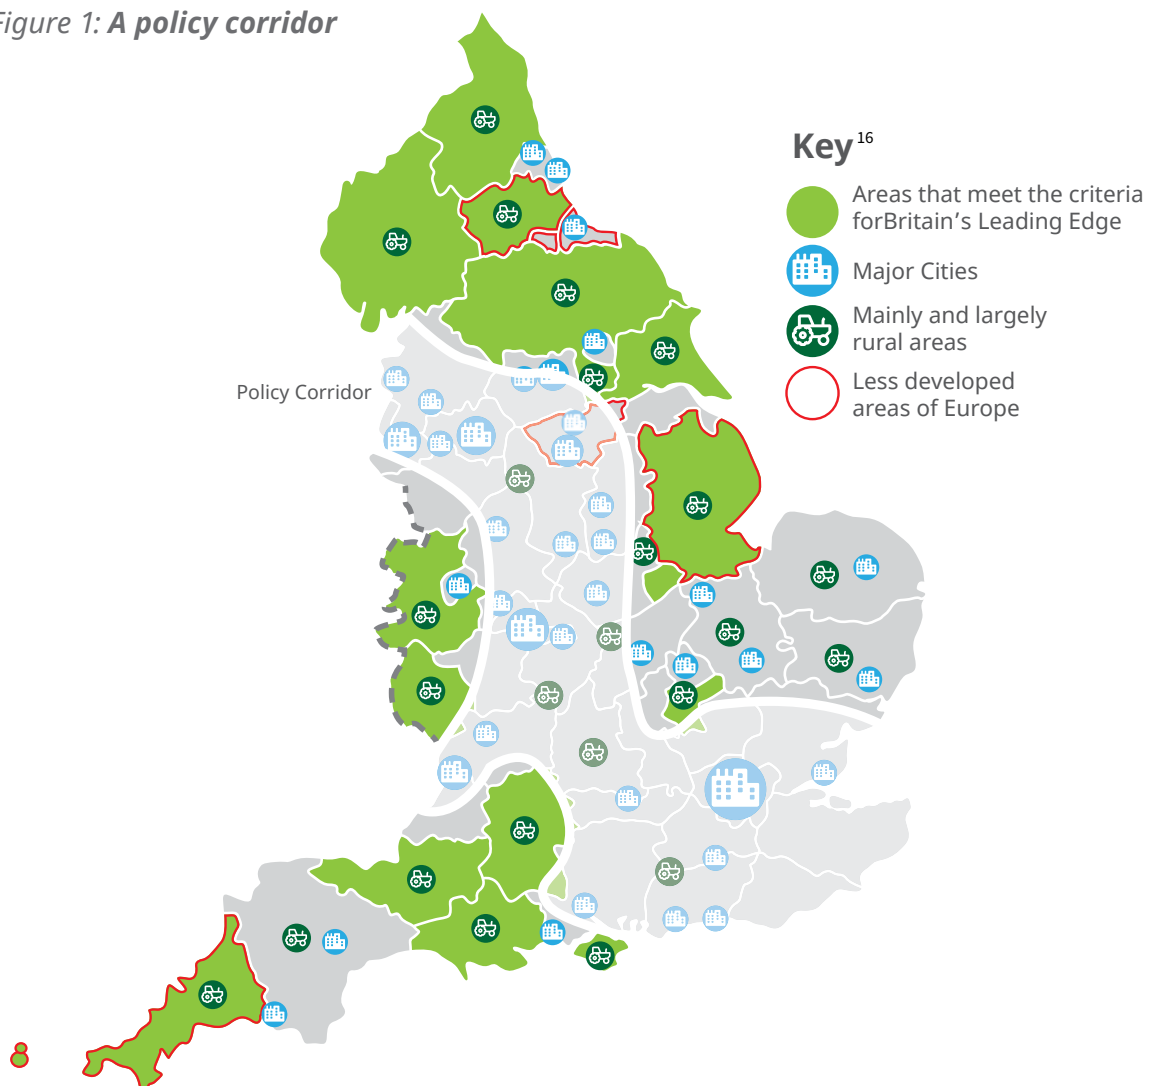 Figure 1: A policy corridor
Key16
Areas that meet the criteria
forBritain's Leading Edge
Major Cities
Mainly and largely
rural areas
Policy Corridor
Less developed
areas of Europe